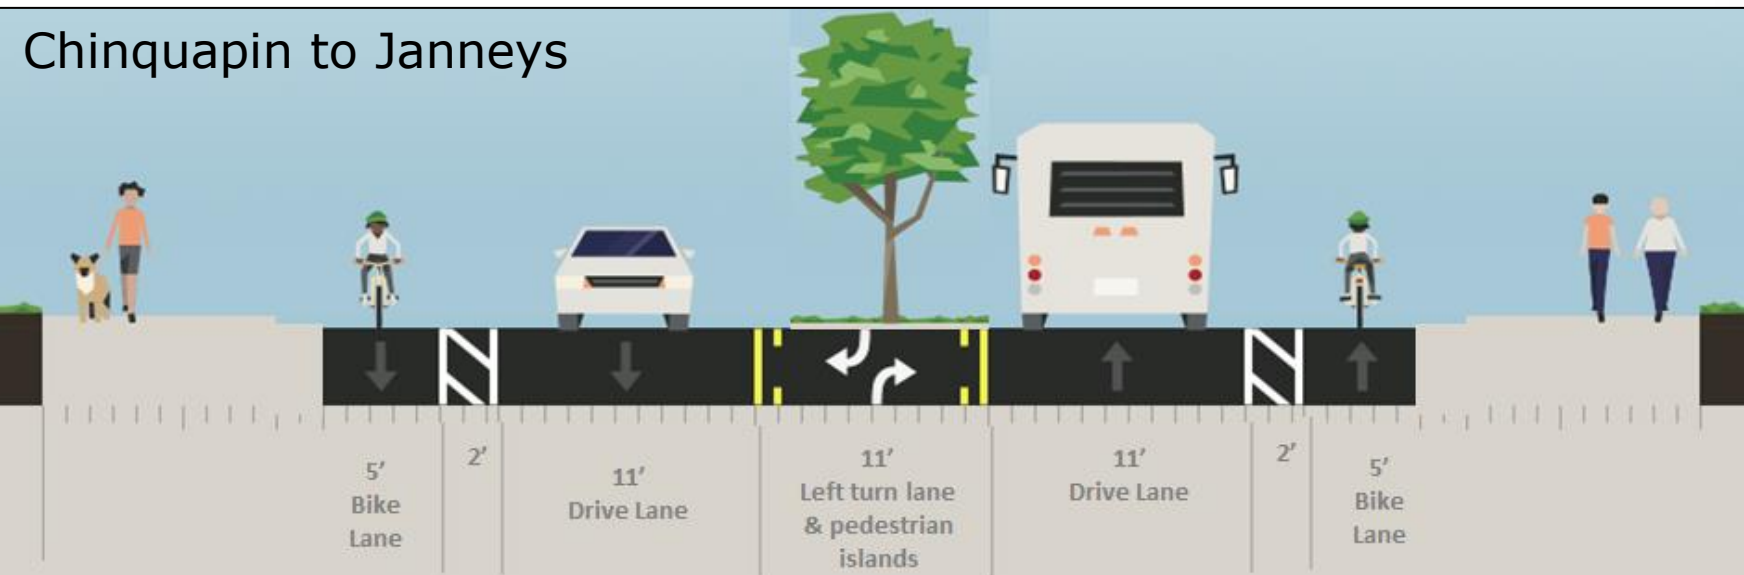 Chinquapin to Janneys
5’
Bike
Lane
2’
11’
Drive Lane
11’
Left turn lane
& pedestrian
islands
11’
Drive Lane
2’
5’
Bike
Lane